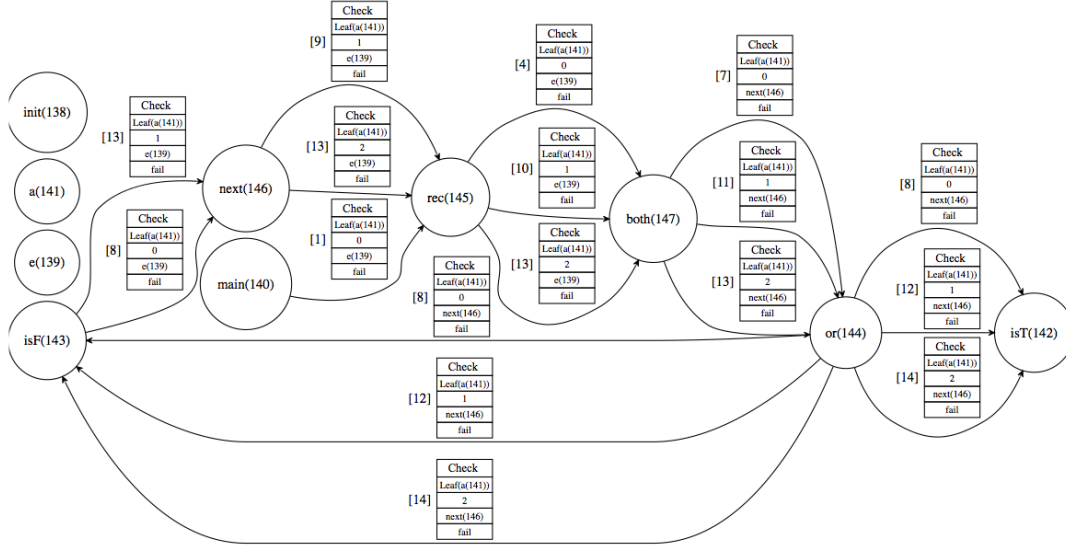 init(138)
a(141)
e(139)
isF(143)
[13]
Check
Leaf(a(141))
1
e(139)
fail
[8]
Check
Leaf(a(141))
0
e(139)
fail
next(146)
main(140)
[9]
Check
Leaf(a(141))
1
e(139)
fail
[13]
Check
Leaf(a(141))
2
e(139)
fail
[1]
Check
Leaf(a(141))
0
e(139)
fail
rec(145)
[4]
Check
Leaf(a(141))
0
e(139)
fail
[10]
Check
Leaf(a(141))
1
e(139)
fail
[13]
Check
Leaf(a(141))
2
e(139)
fail
both(147)
[7]
Check
Leaf(a(141))
0
next(146)
fail
[11]
Check
Leaf(a(141))
1
next(146)
fail
[13]
Check
Leaf(a(141))
2
next(146)
fail
or(144)
[8]
Check
Leaf(a(141))
0
next(146)
fail
[12]
Check
Leaf(a(141))
1
next(146)
fail
[14]
Check
Leaf(a(141))
2
next(146)
fail
isT(142)
[8]
Check
Leaf(a(141))
0
next(146)
fail
[12]
Check
Leaf(a(141))
1
next(146)
fail
[14]
Check
Leaf(a(141))
2
next(146)
fail